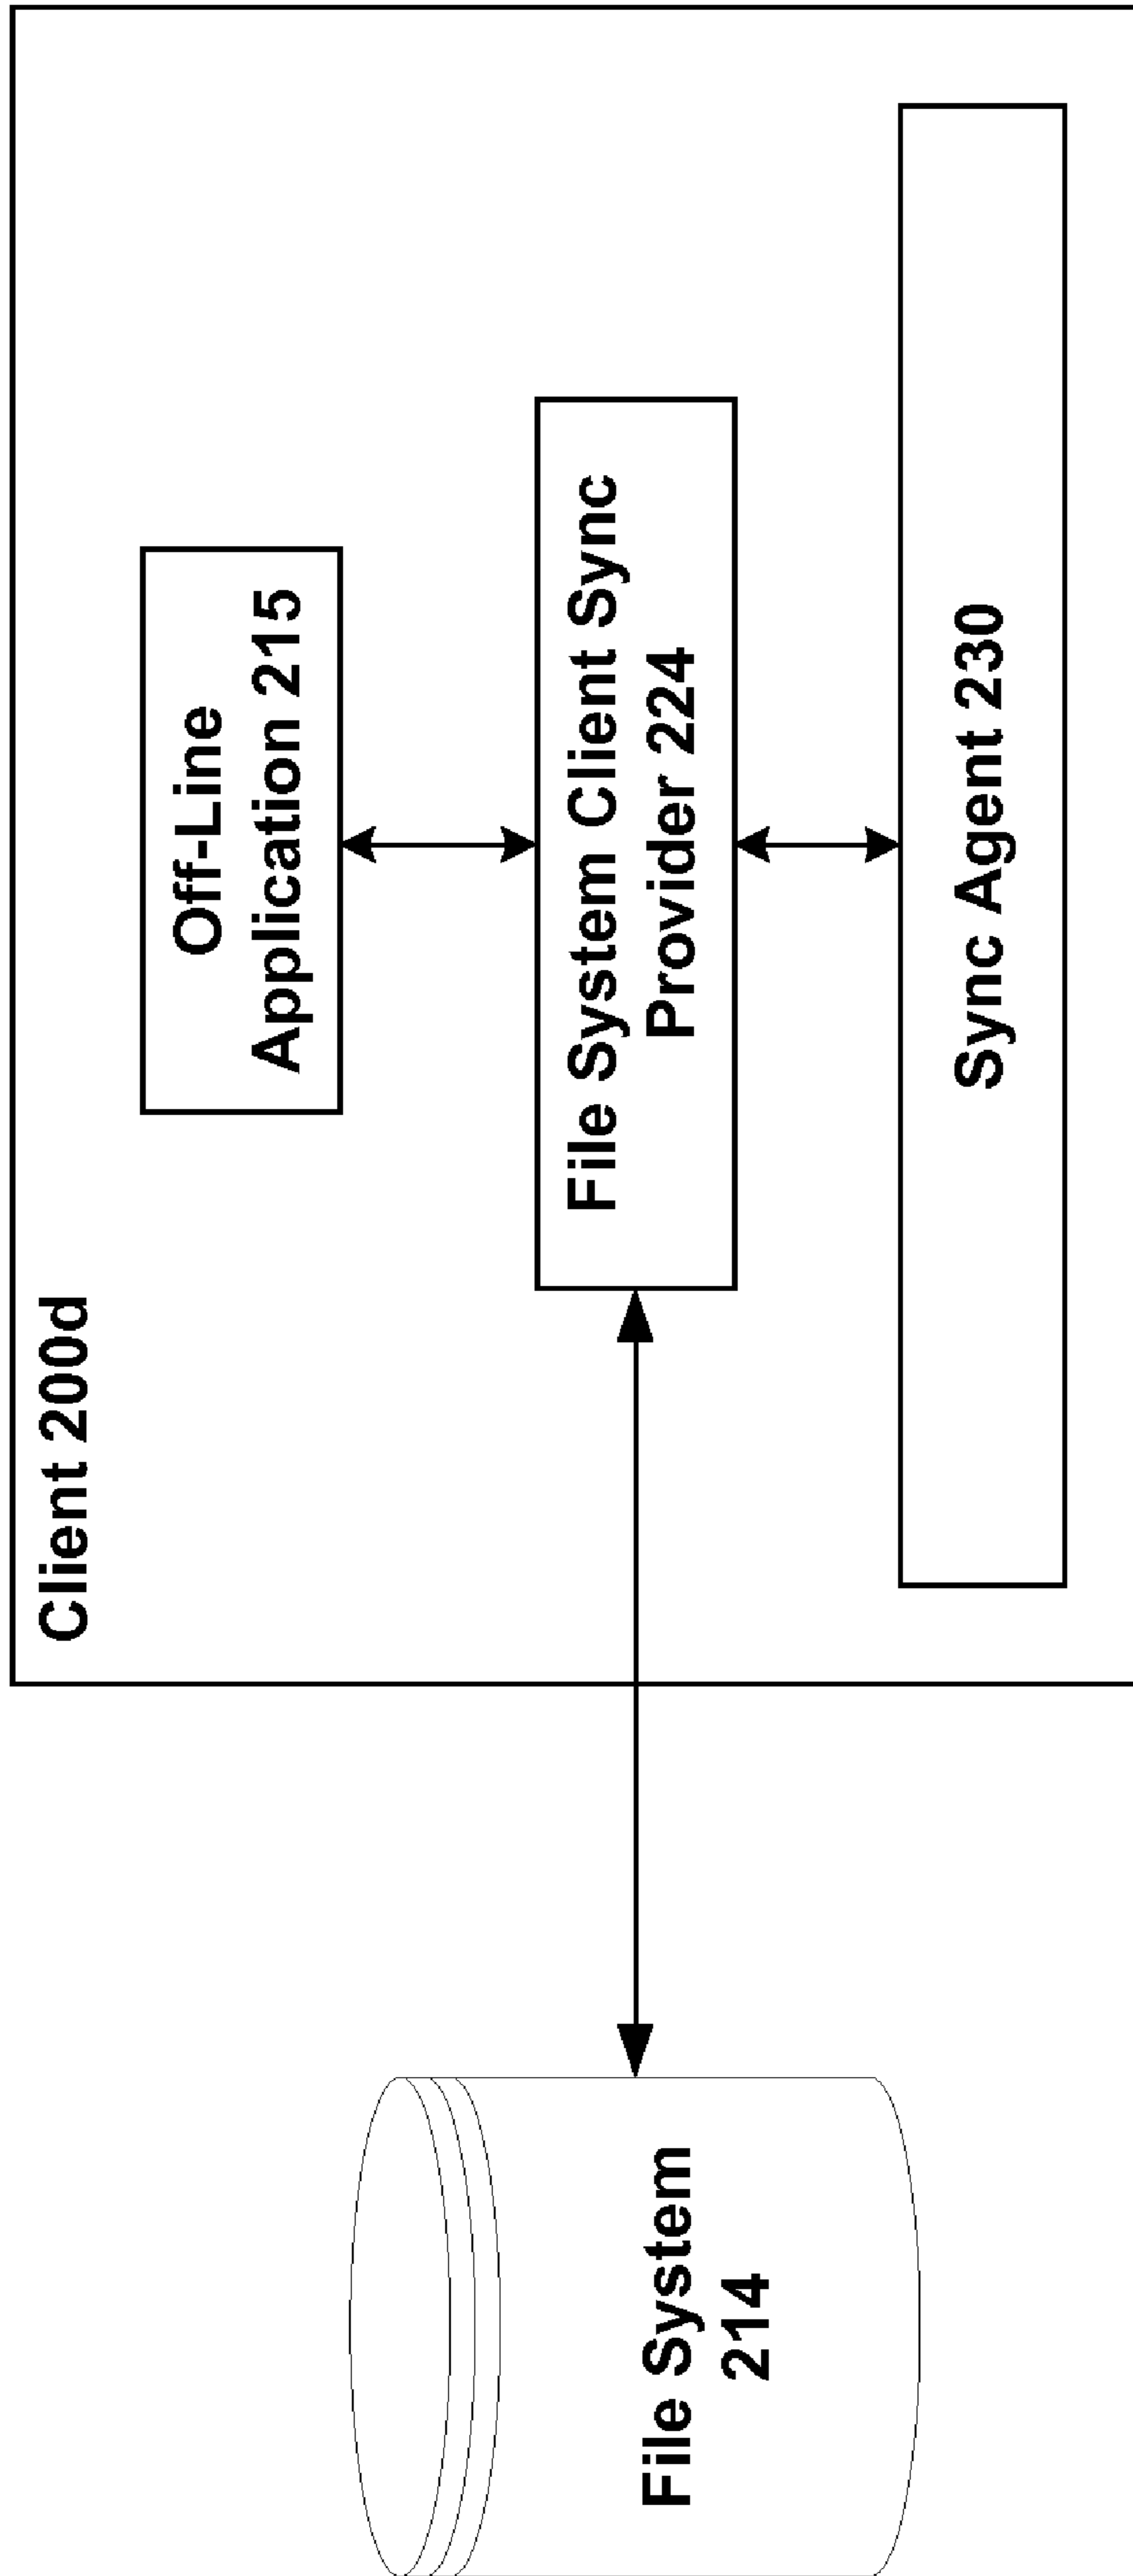 Client 200d
Off-Line
Application 215
File System Client Sync
Provider 224
Sync Agent 230
File System
214